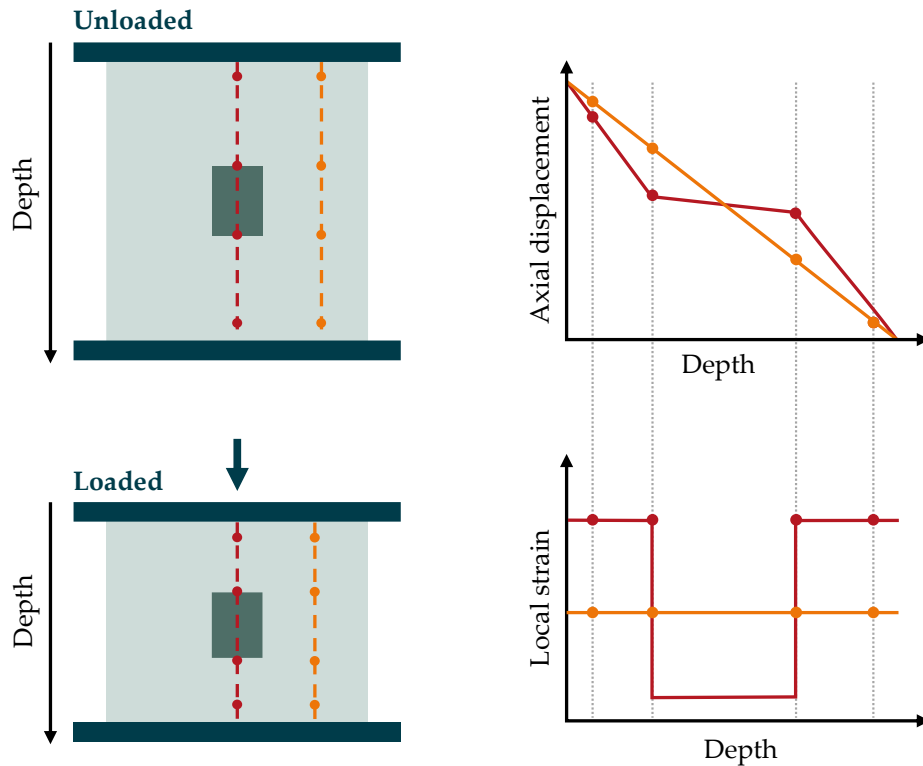 Unloaded
Depth
Axial displacement
Depth
Loaded
Depth
Local strain
Depth